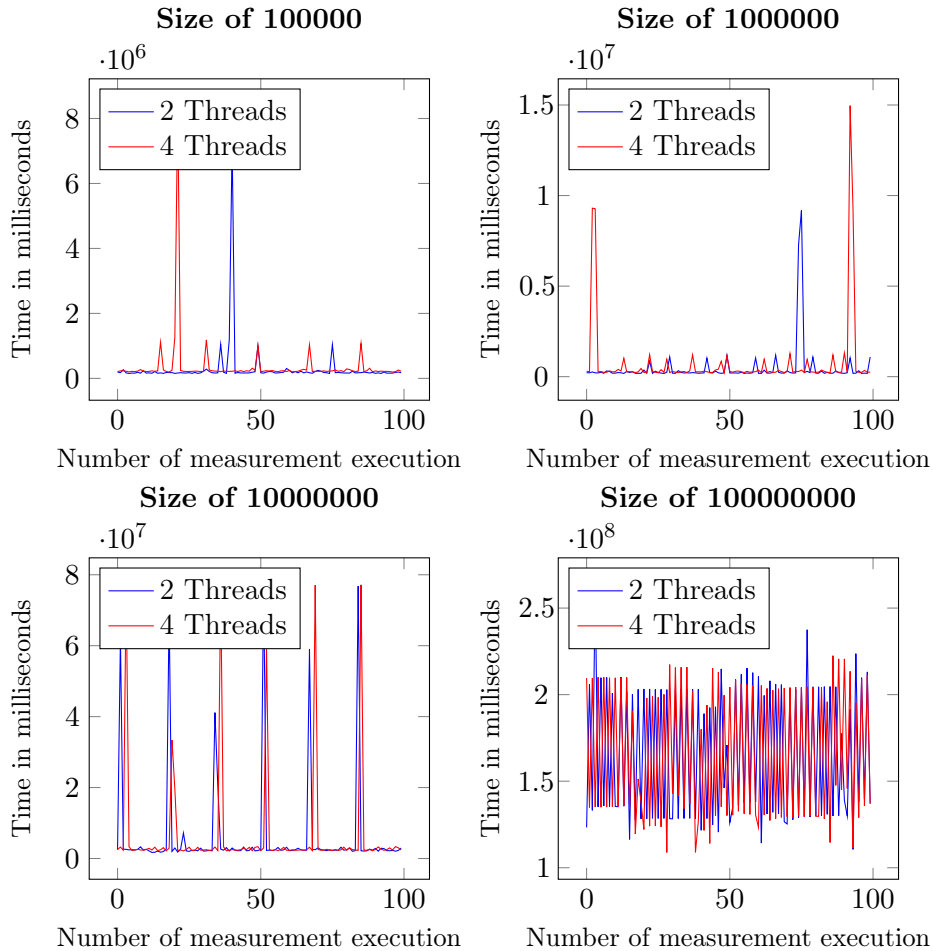 Size of 100000
·10^6
Time in milliseconds
8
6
4
2
0
2 Threads
4 Threads
0 50 100
Number of measurement execution
Size of 1000000
·10^7
Time in milliseconds
1.5
1
0.5
0
2 Threads
4 Threads
0 50 100
Number of measurement execution
Size of 10000000
·10^7
Time in milliseconds
8
6
4
2
0
2 Threads
4 Threads
0 50 100
Number of measurement execution
Size of 100000000
·10^8
Time in milliseconds
2.5
2
1.5
1
2 Threads
4 Threads
0 50 100
Number of measurement execution